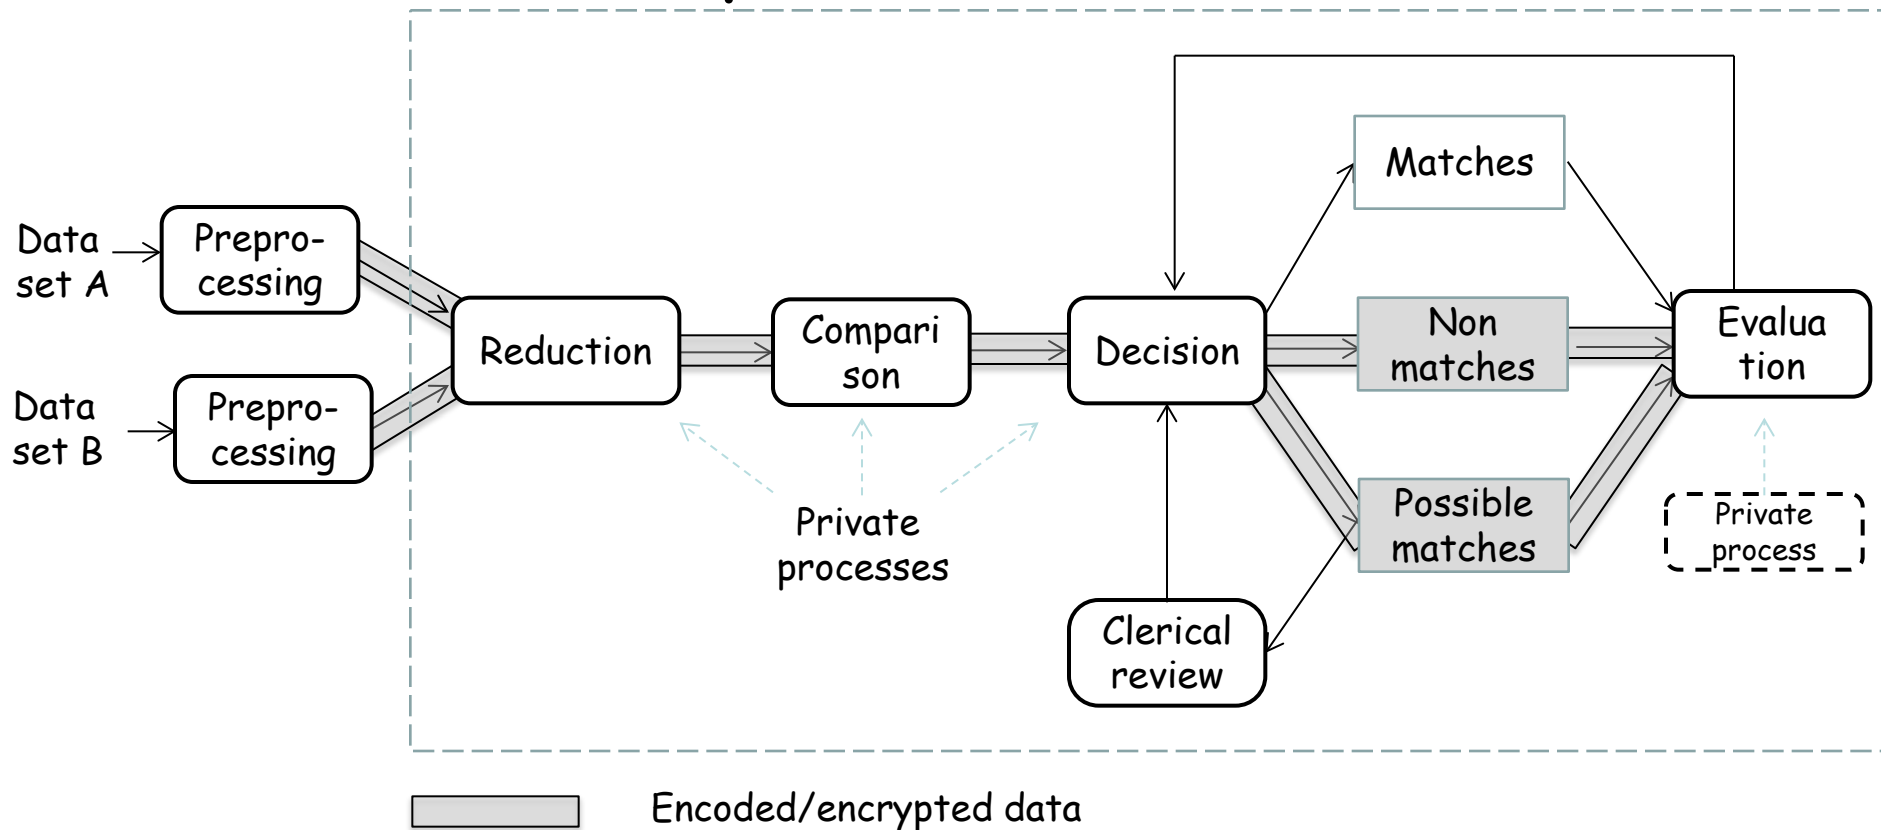 Data
set A
Prepro-
cessing
Data
set B
Prepro-
cessing
Reduction
Compari
son
Decision
Matches
Non
matches
Possible
matches
Evalua
tion
Private
processes
Private
process
Clerical
review
Encoded/encrypted data